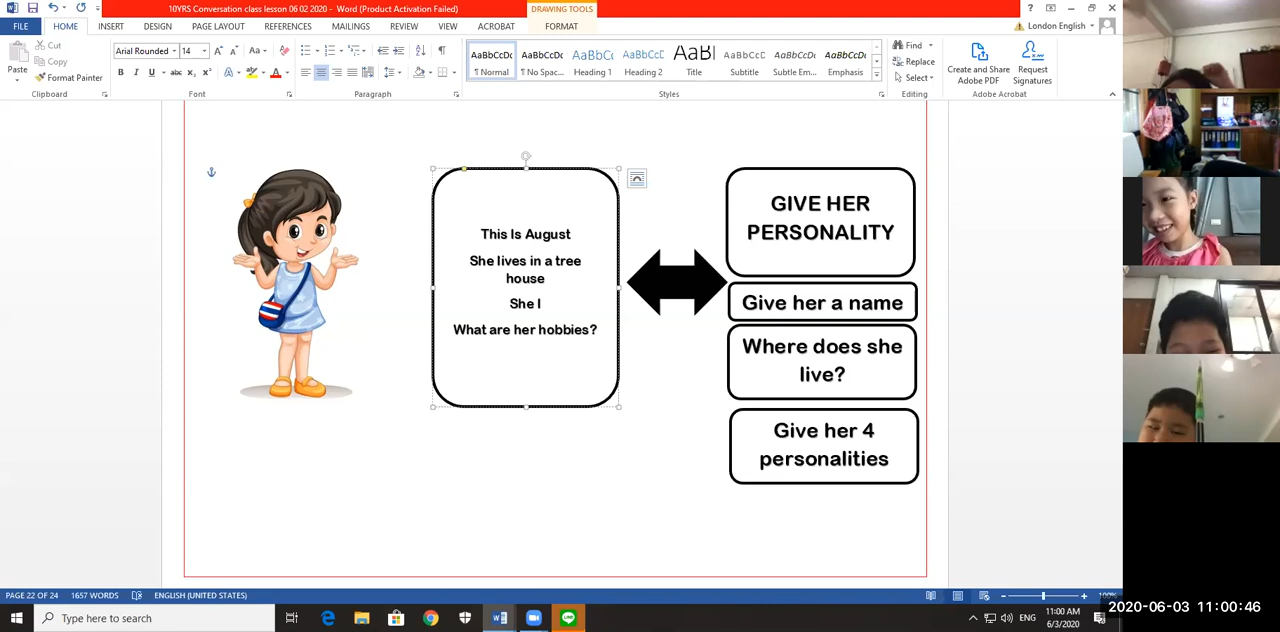 10YRS Conversation class lesson 06 02 2020 - Word (Product Activation Failed)
DRAWING TOOLS
FILE HOME INSERT DESIGN PAGE LAYOUT REFERENCES MAILINGS REVIEW VIEW ACROBAT FORMAT
London English
Paste
Cut
Copy
Format Painter
Arial Rounded 14
Find
Replace
Select
Create and Share
Adobe PDF
Request
Signatures
¶ Normal ¶ No Spac... Heading 1 Heading 2 Title Subtitle Subtle Em... Emphasis
Clipboard Font Paragraph Styles Editing Adobe Acrobat
This Is August
She lives in a tree
house
She I
What are her hobbies?
GIVE HER
PERSONALITY
Give her a name
Where does she
live?
Give her 4
personalities
PAGE 22 OF 24 1657 WORDS ENGLISH (UNITED STATES)
100%
Type here to search
ENG
11:00 AM
6/3/2020
2020-06-03 11:00:46